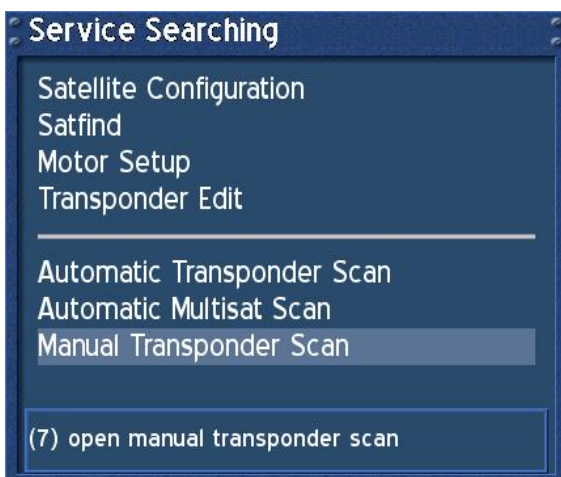 Service Searching
Satellite Configuration
Satfind
Motor Setup
Transponder Edit
Automatic Transponder Scan
Automatic Multisat Scan
Manual Transponder Scan
(7) open manual transponder scan